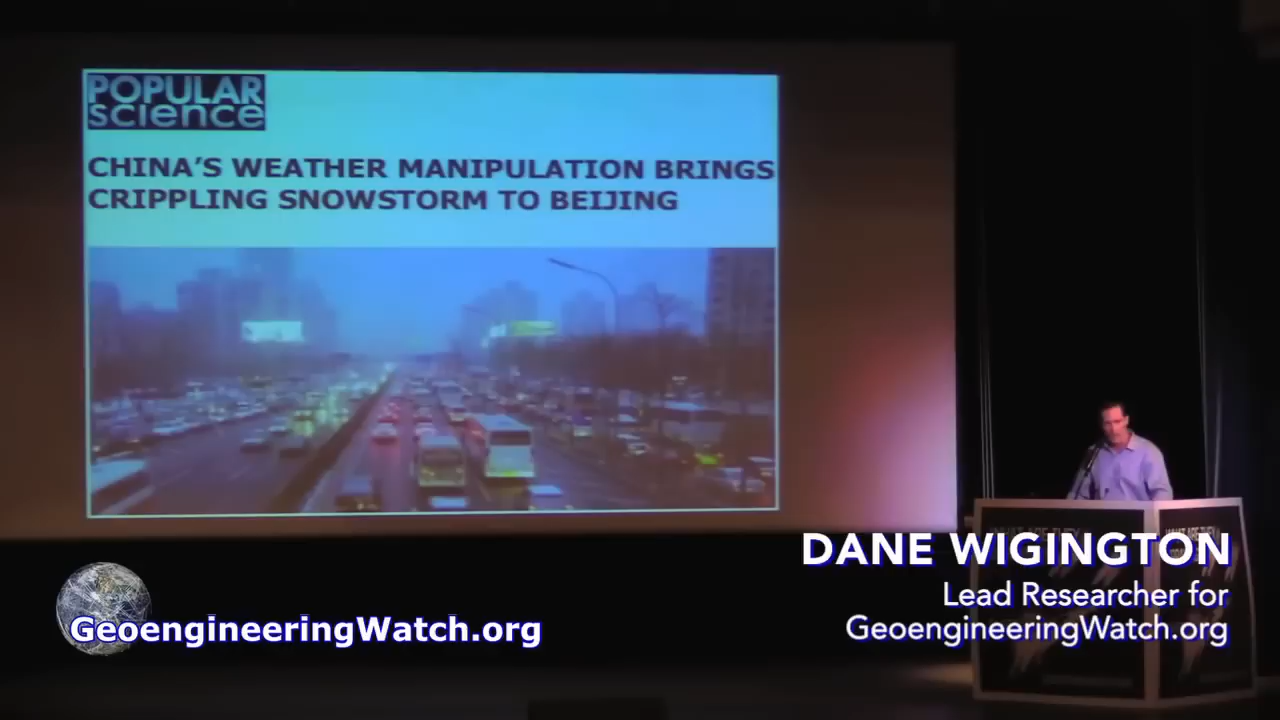 POPULAR
science
CHINA'S WEATHER MANIPULATION BRINGS
CRIPPLING SNOWSTORM TO BEIJING
DANE WIGINGTON
Lead Researcher for
GeoengineeringWatch.org
GeoengineeringWatch.org